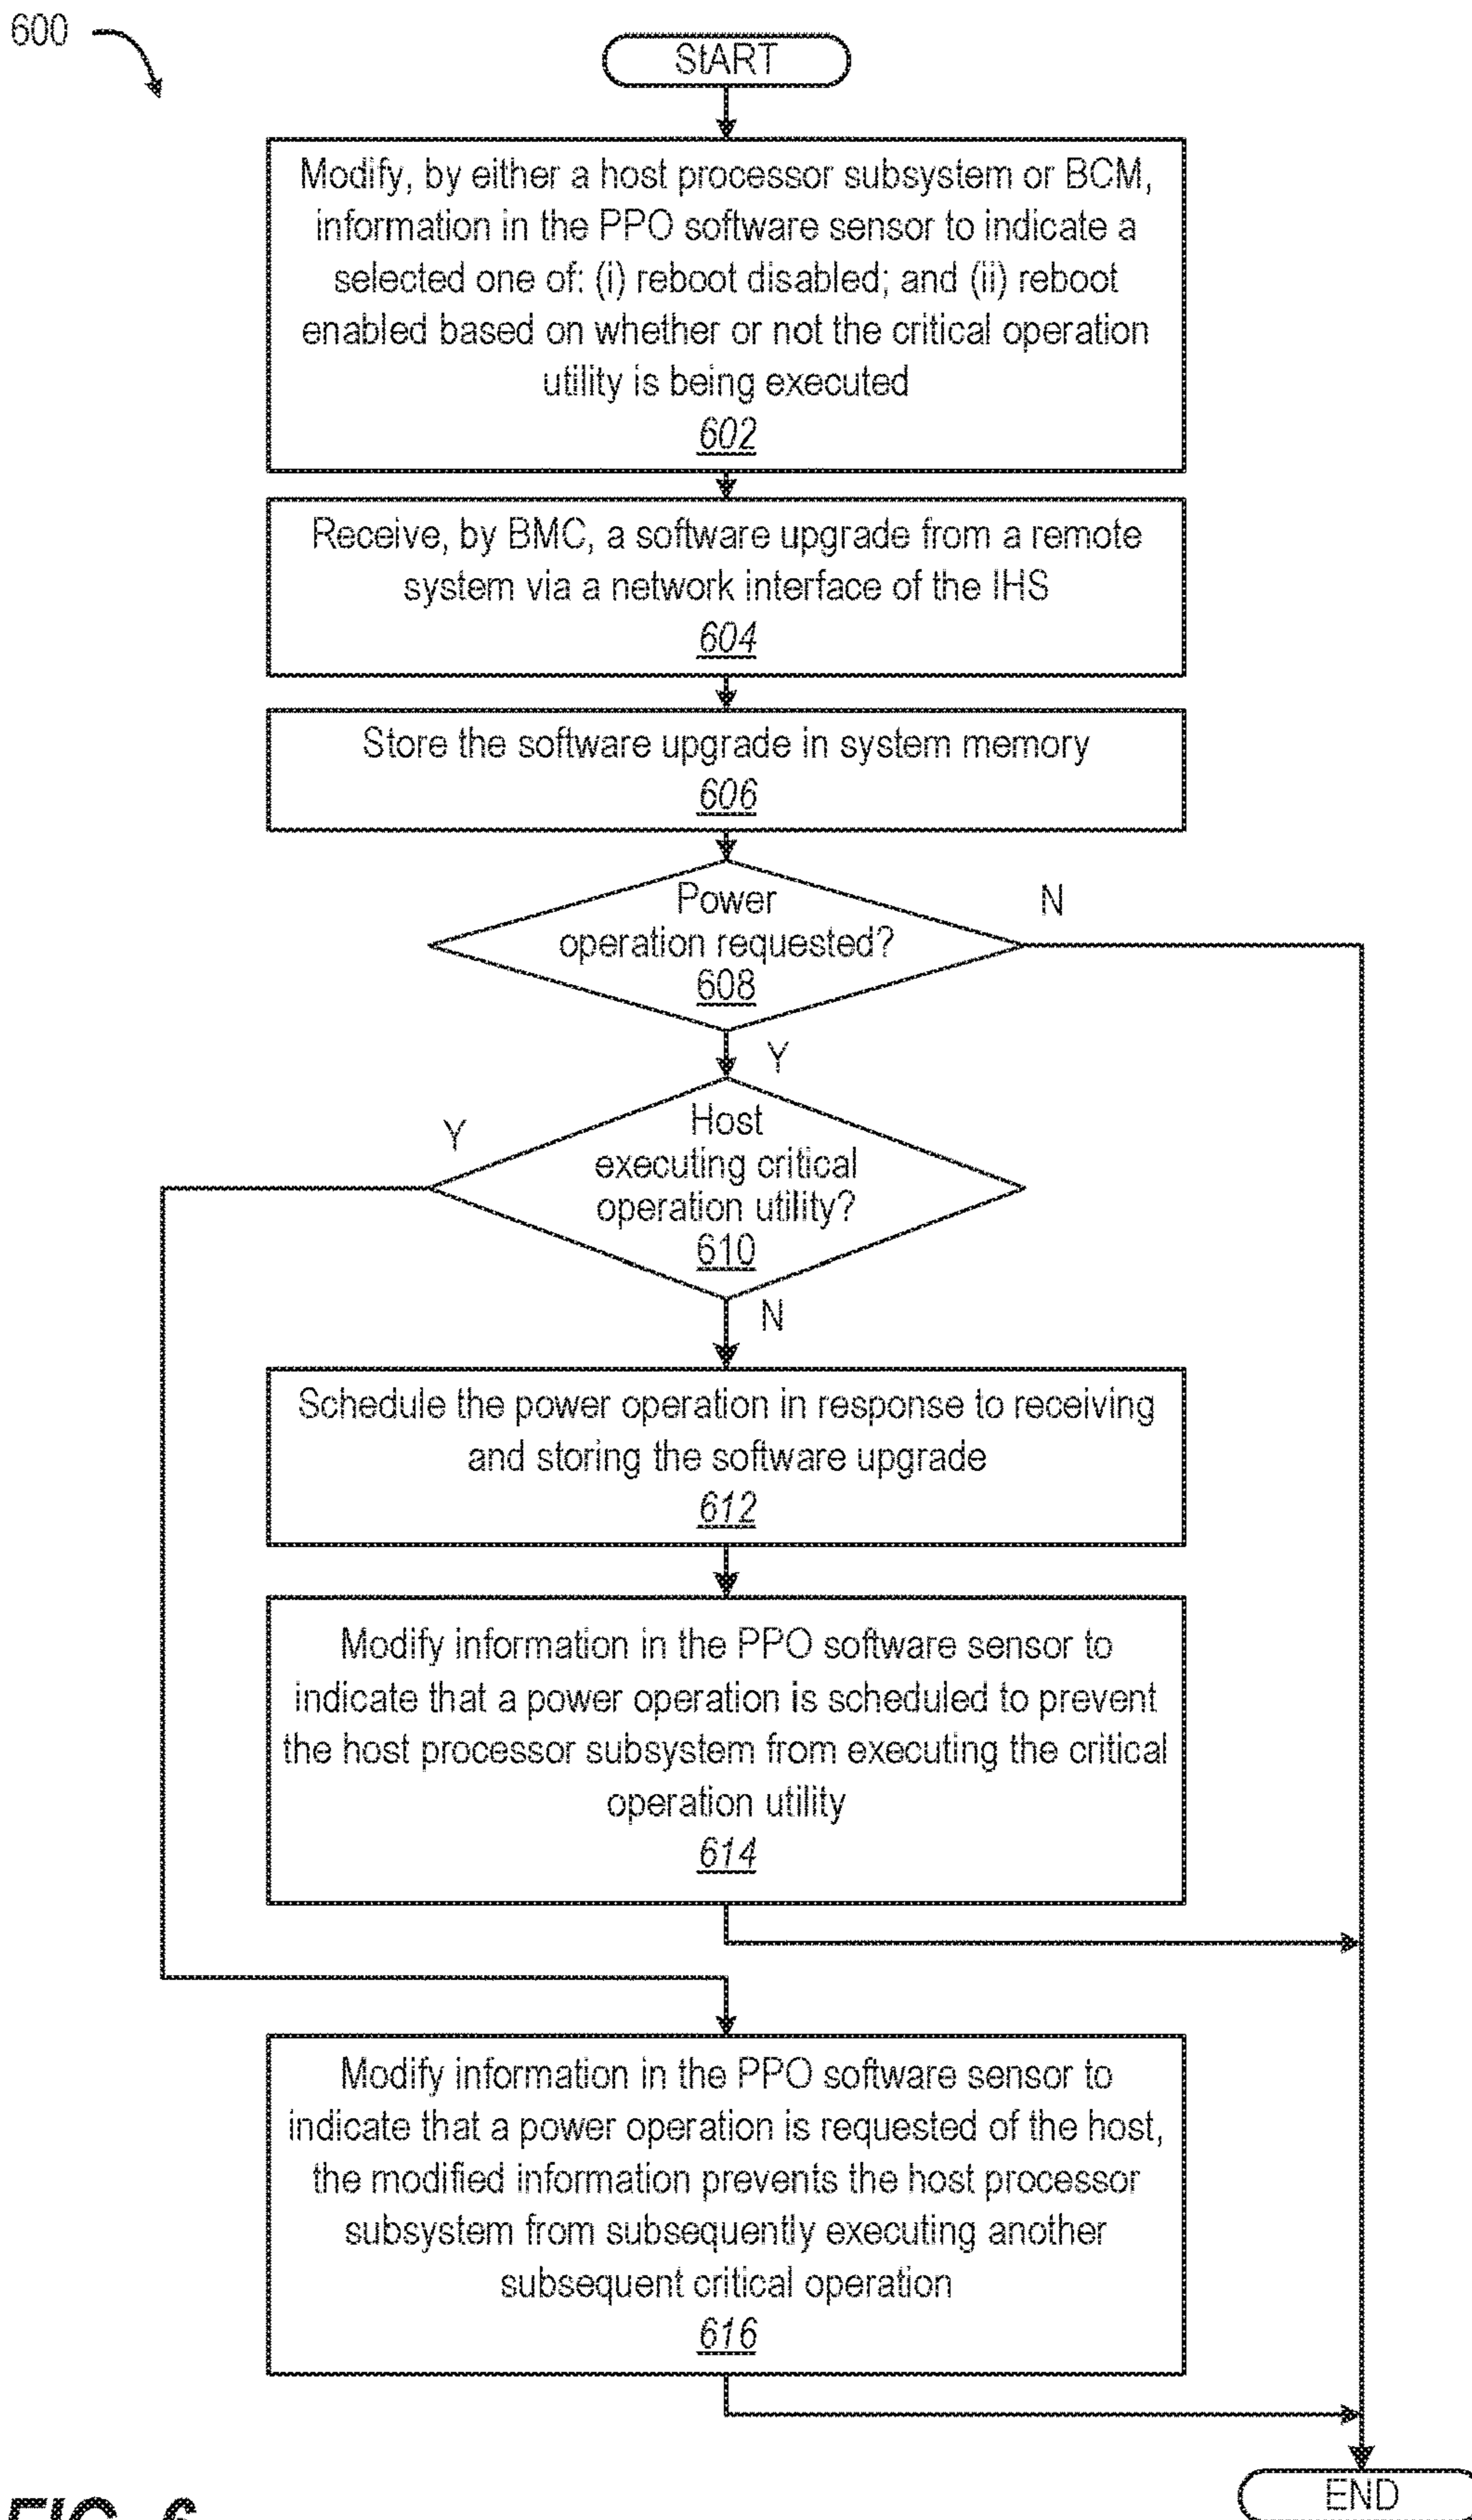 600
StART
Modify, by either a host processor subsystem or BCM,
information in the PPO software sensor to indicate a
selected one of: (i) reboot disabled; and (ii) reboot
enabled based on whether or not the critical operation
utility is being executed
602
Receive, by BMC, a software upgrade from a remote
system via a network interface of the IHS
604
Store the software upgrade in system memory
606
Power
operation requested?
608
N
Y
Host
executing critical
operation utility?
610
Y
N
Schedule the power operation in response to receiving
and storing the software upgrade
612
Modify information in the PPO software sensor to
indicate that a power operation is scheduled to prevent
the host processor subsystem from executing the critical
operation utility
614
Modify information in the PPO software sensor to
indicate that a power operation is requested of the host,
the modified information prevents the host processor
subsystem from subsequently executing another
subsequent critical operation
616
END
FIG. 6